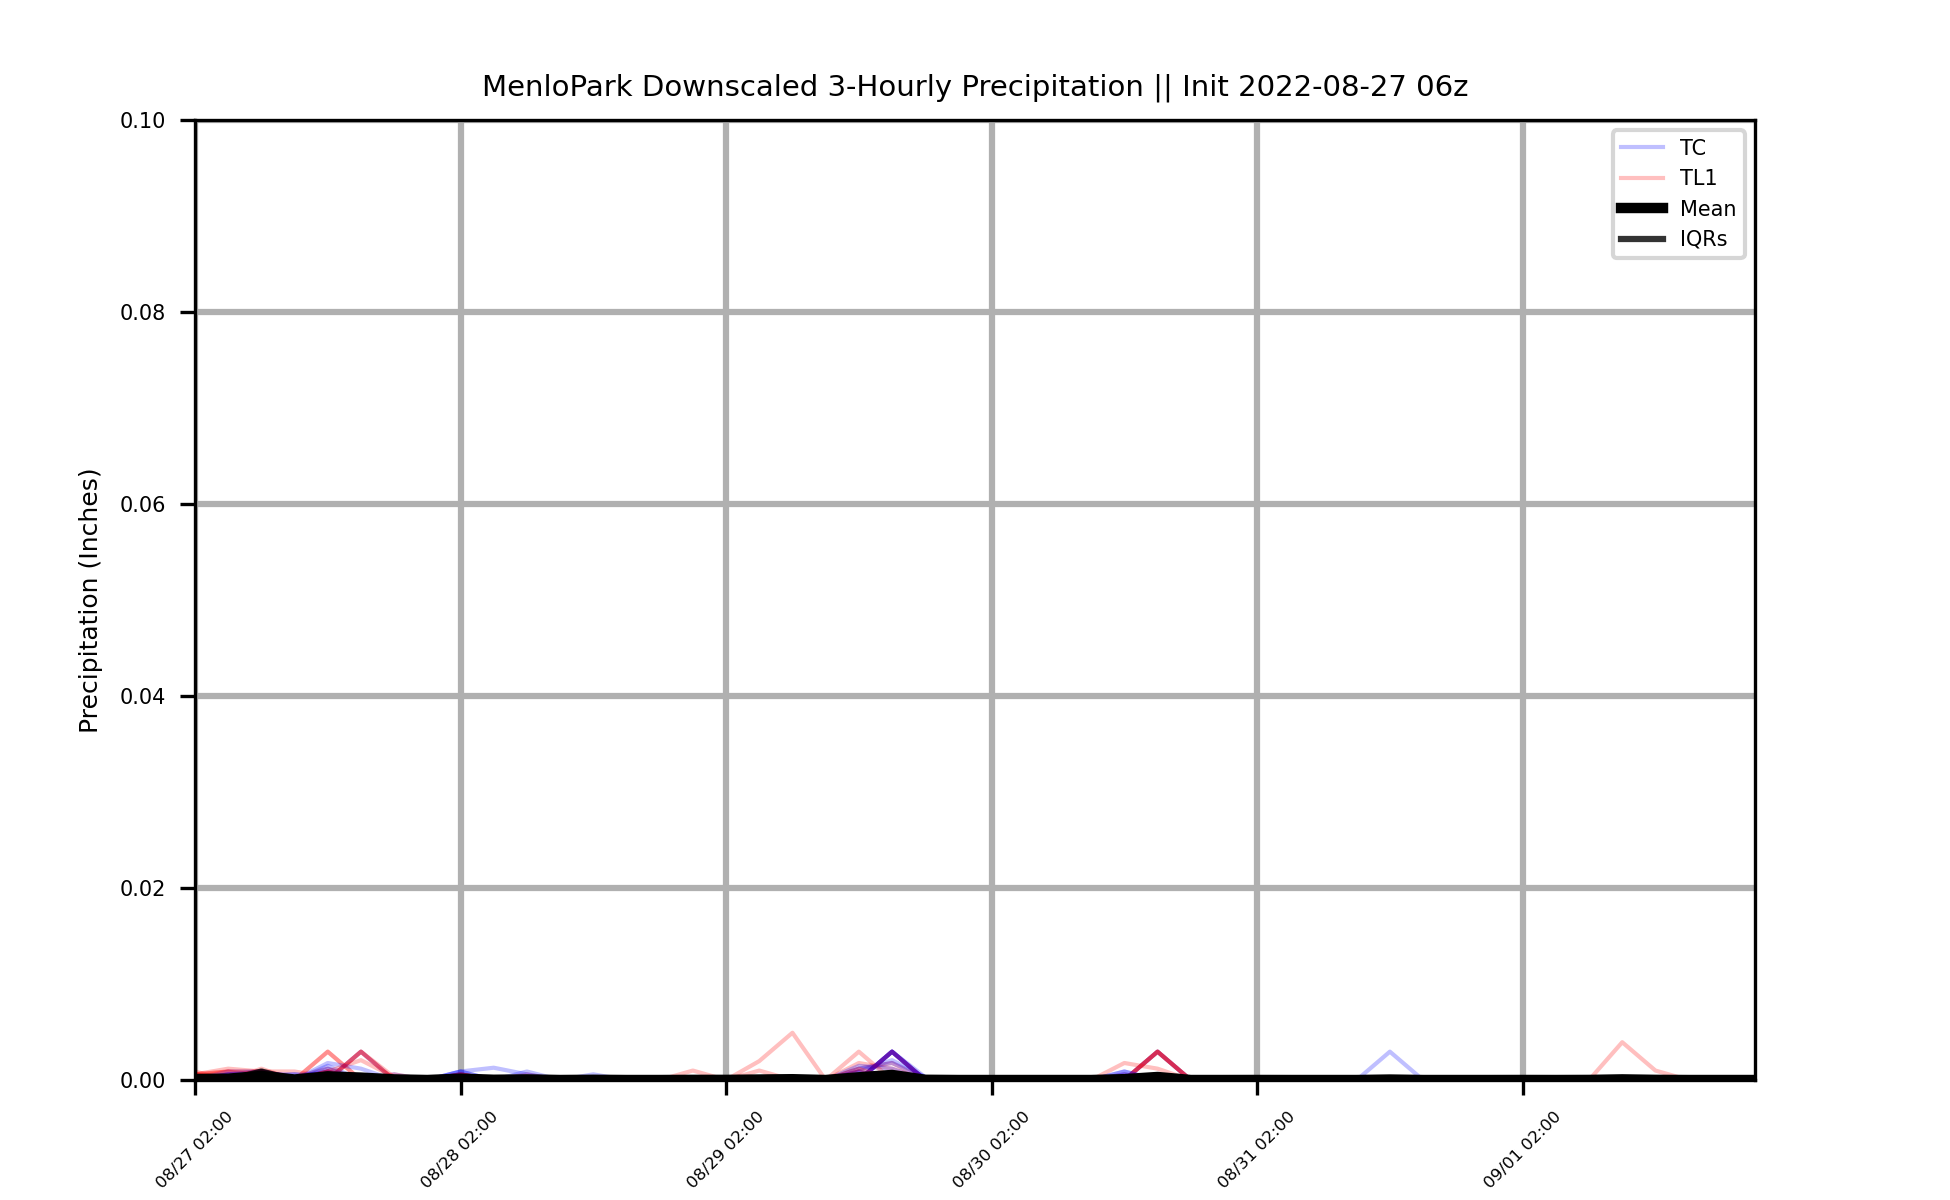 MenloPark Downscaled 3-Hourly Precipitation || Init 2022-08-27 06z
0.10
0.08
0.06
0.04
0.02
0.00
Precipitation (Inches)
TC
TL1
Mean
IQRs
08/27 02:00
08/28 02:00
08/29 02:00
08/30 02:00
08/31 02:00
09/01 02:00